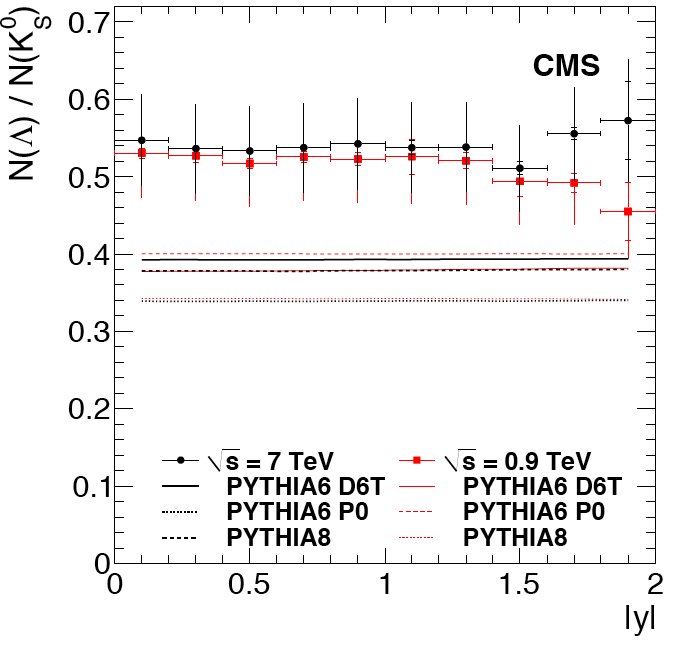 N(Λ) / N(K⁰_S)
0.7
0.6
0.5
0.4
0.3
0.2
0.1
0
CMS
√s = 7 TeV
PYTHIA6 D6T
PYTHIA6 P0
PYTHIA8
√s = 0.9 TeV
PYTHIA6 D6T
PYTHIA6 P0
PYTHIA8
0 0.5 1 1.5 2
|y|